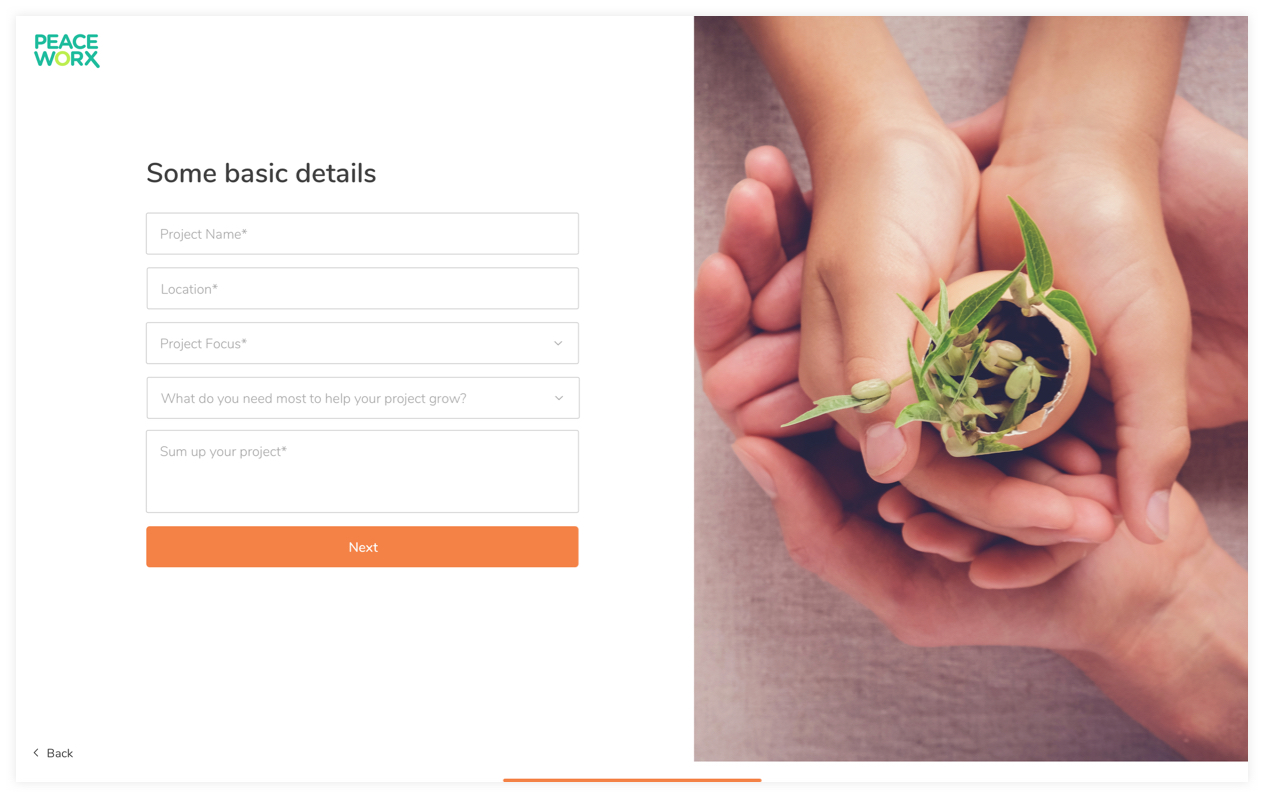 PEACE
WORX
Some basic details
Project Name*
Location*
Project Focus*
What do you need most to help your project grow?
Sum up your project*
Next
Back